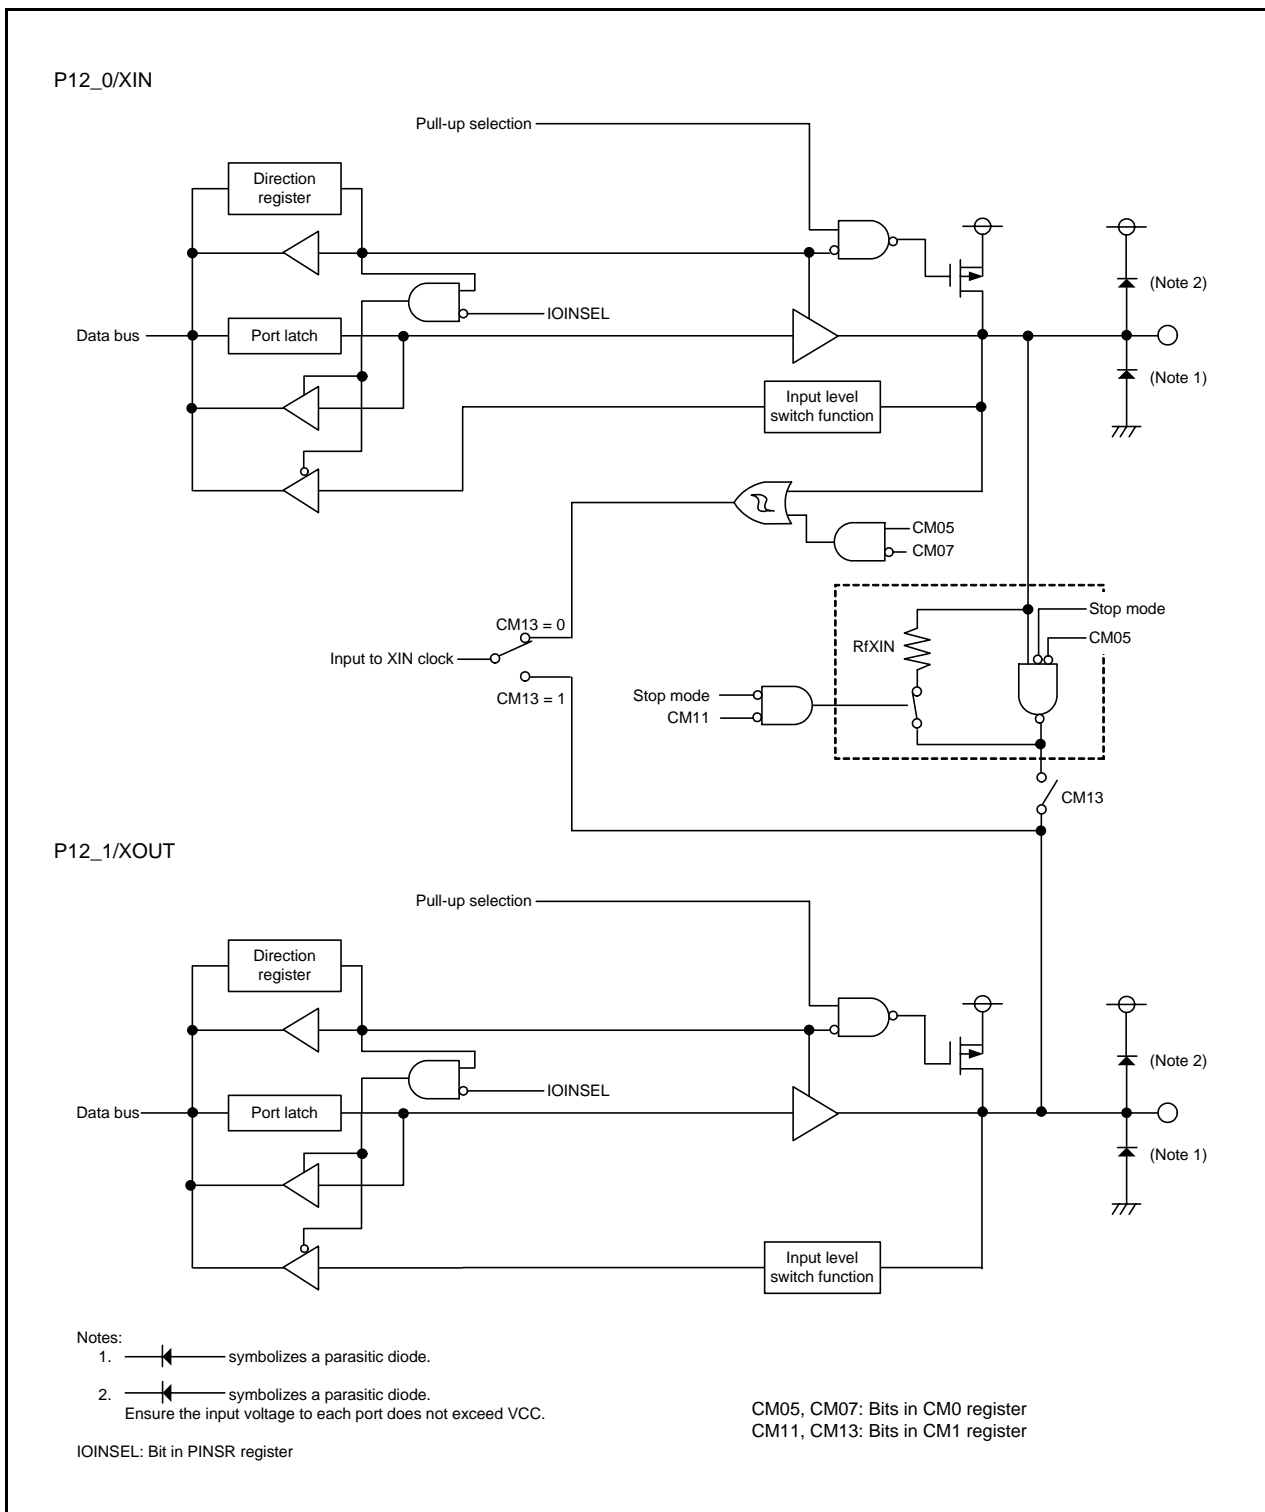 P12_0/XIN
Pull-up selection
Direction
register
(Note 2)
IOINSEL
Data bus
Port latch
(Note 1)
Input level
switch function
CM05
CM07
Stop mode
CM13 = 0
CM05
RfXIN
Input to XIN clock
Stop mode
CM13 = 1
CM11
CM13
P12_1/XOUT
Pull-up selection
Direction
register
(Note 2)
IOINSEL
Data bus
Port latch
(Note 1)
Input level
switch function
Notes:
1. symbolizes a parasitic diode.
2. symbolizes a parasitic diode.
Ensure the input voltage to each port does not exceed VCC.
CM05, CM07: Bits in CM0 register
CM11, CM13: Bits in CM1 register
IOINSEL: Bit in PINSR register